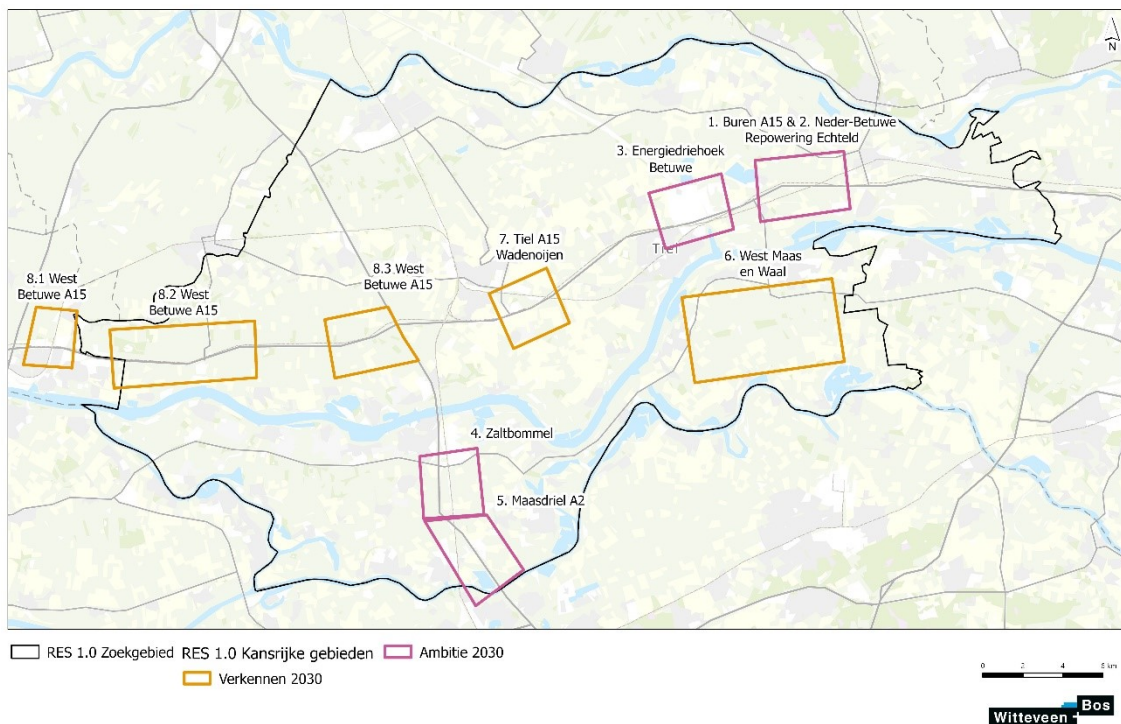 N
1. Buren A15 & 2. Neder-Betuwe
Repowering Echteld
3. Energiedriehoek
Betuwe
Tiel
7. Tiel A15
Wadenoijen
6. West Maas
en Waal
8.1 West
Betuwe A15
8.2 West
Betuwe A15
8.3 West
Betuwe A15
4. Zaltbommel
5. Maasdriel A2
RES 1.0 Zoekgebied RES 1.0 Kansrijke gebieden Ambitie 2030
Verkennen 2030
0 2 4 6 km
Witteveen + Bos